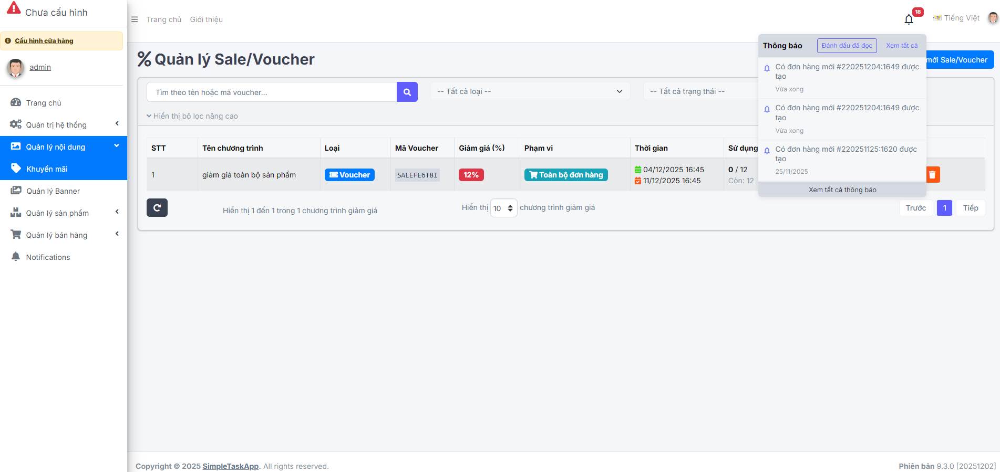 Chưa cấu hình
Cấu hình cửa hàng
admin
Trang chủ
Quản trị hệ thống
Quản lý nội dung
Khuyến mãi
Quản lý Banner
Quản lý sản phẩm
Quản lý bán hàng
Notifications
Trang chủ Giới thiệu
18
Tiếng Việt
Quản lý Sale/Voucher
mới Sale/Voucher
Thông báo Đánh dấu đã đọc Xem tất cả
Có đơn hàng mới #220251204:1649 được
tạo
Vừa xong
Có đơn hàng mới #220251204:1649 được
tạo
Vừa xong
Có đơn hàng mới #220251125:1620 được
tạo
25/11/2025
Xem tất cả thông báo
Tìm theo tên hoặc mã voucher...
-- Tất cả loại --
-- Tất cả trạng thái --
Hiển thị bộ lọc nâng cao
STT Tên chương trình Loại Mã Voucher Giảm giá (%) Phạm vi Thời gian Sử dụng
1 giảm giá toàn bộ sản phẩm Voucher SALEFE6T8I 12% Toàn bộ đơn hàng
04/12/2025 16:45
11/12/2025 16:45
0 / 12
Còn: 12
Hiển thị 1 đến 1 trong 1 chương trình giảm giá
Hiển thị 10 chương trình giảm giá
Trước 1 Tiếp
Copyright © 2025 SimpleTaskApp. All rights reserved.
Phiên bản 9.3.0 [20251202]